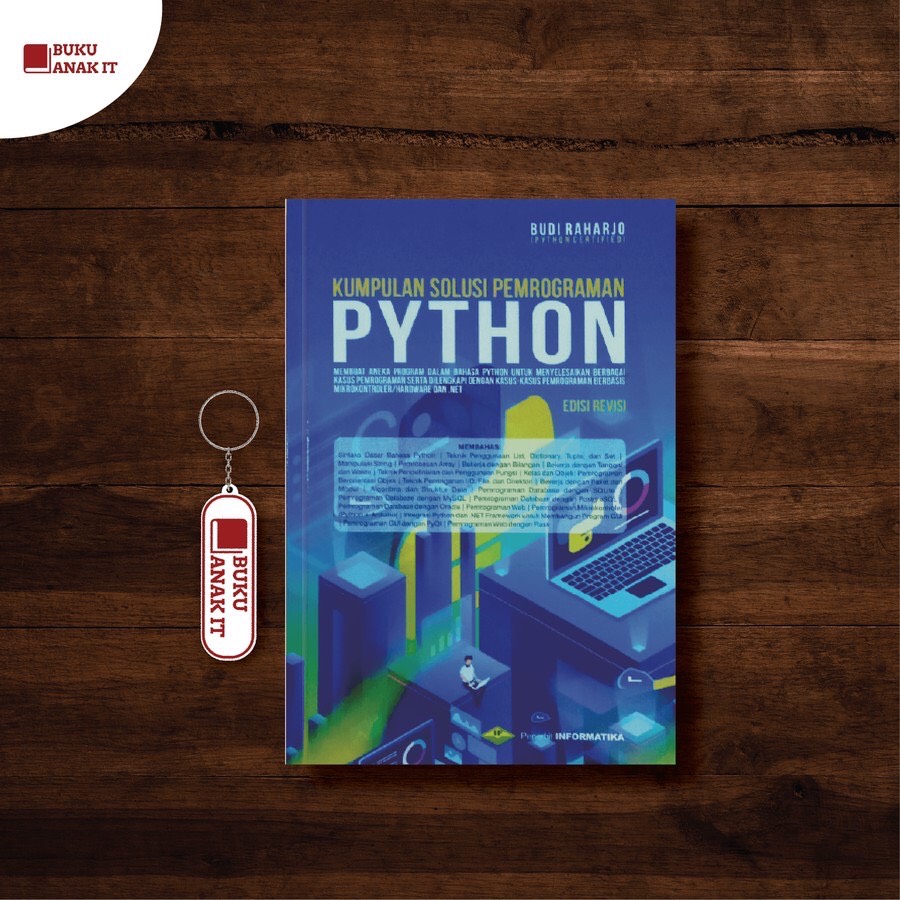 BUKU
ANAK IT
BUDI RAHARJO
(PYTHON CERTIFIED)
KUMPULAN SOLUSI PEMROGRAMAN
PYTHON
MEMBUAT ANEKA PROGRAM DALAM BAHASA PYTHON UNTUK MENYELESAIKAN BERBAGAI
KASUS PEMROGRAMAN SERTA DILENGKAPI DENGAN KASUS-KASUS PEMROGRAMAN BERBASIS
MIKROKONTROLER/HARDWARE DAN .NET
EDISI REVISI
MEMBAHAS:
Sintaks Dasar Bahasa Python | Teknik Penggunaan List, Dictionary, Tuple, dan Set |
Manipulasi String | Pemrosesan Array | Bekerja dengan Bilangan | Bekerja dengan Tanggal
dan Waktu | Teknik Pendefinisian dan Penggunaan Fungsi | Kelas dan Objek: Pemrograman
Berorientasi Objek | Teknik Penanganan I/O, File, dan Direktori | Bekerja dengan Paket dan
Modul | Algoritma dan Struktur Data | Pemrograman Database dengan SQLite |
Pemrograman Database dengan MySQL | Pemrograman Database dengan PostgreSQL |
Pemrograman Database dengan Oracle | Pemrograman Web | Pemrograman Mikrokontroler
(Python + Arduino) | Integrasi Python dan .NET Framework untuk Membangun Program GUI
| Pemrograman GUI dengan PyQt | Pemrograman Web dengan Flask
Penerbit INFORMATIKA
BUKU
ANAK IT